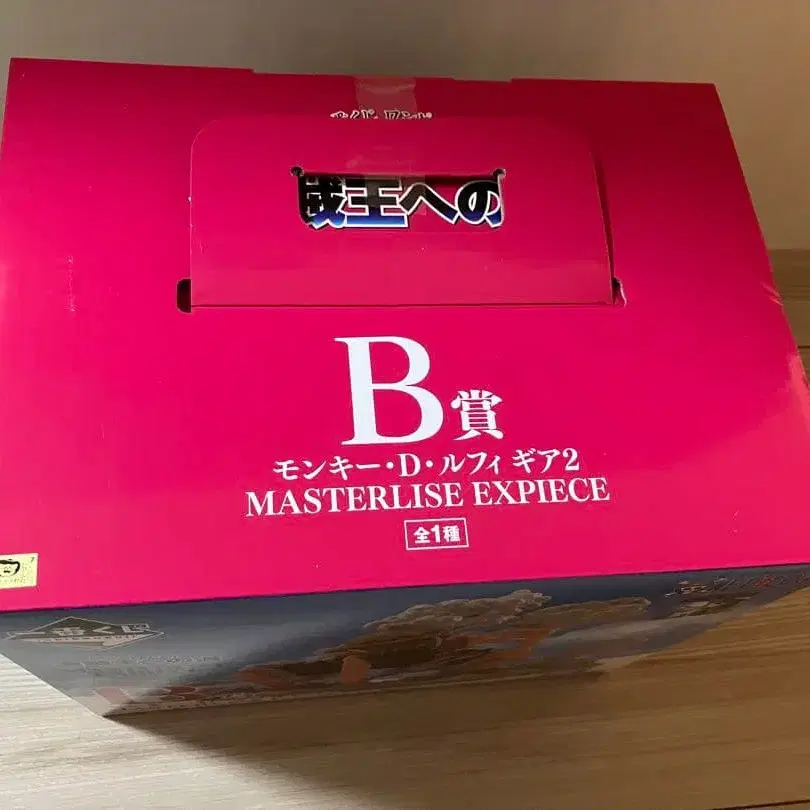 賊王への
B賞
モンキー・D・ルフィ ギア2
MASTERLISE EXPIECE
全1種